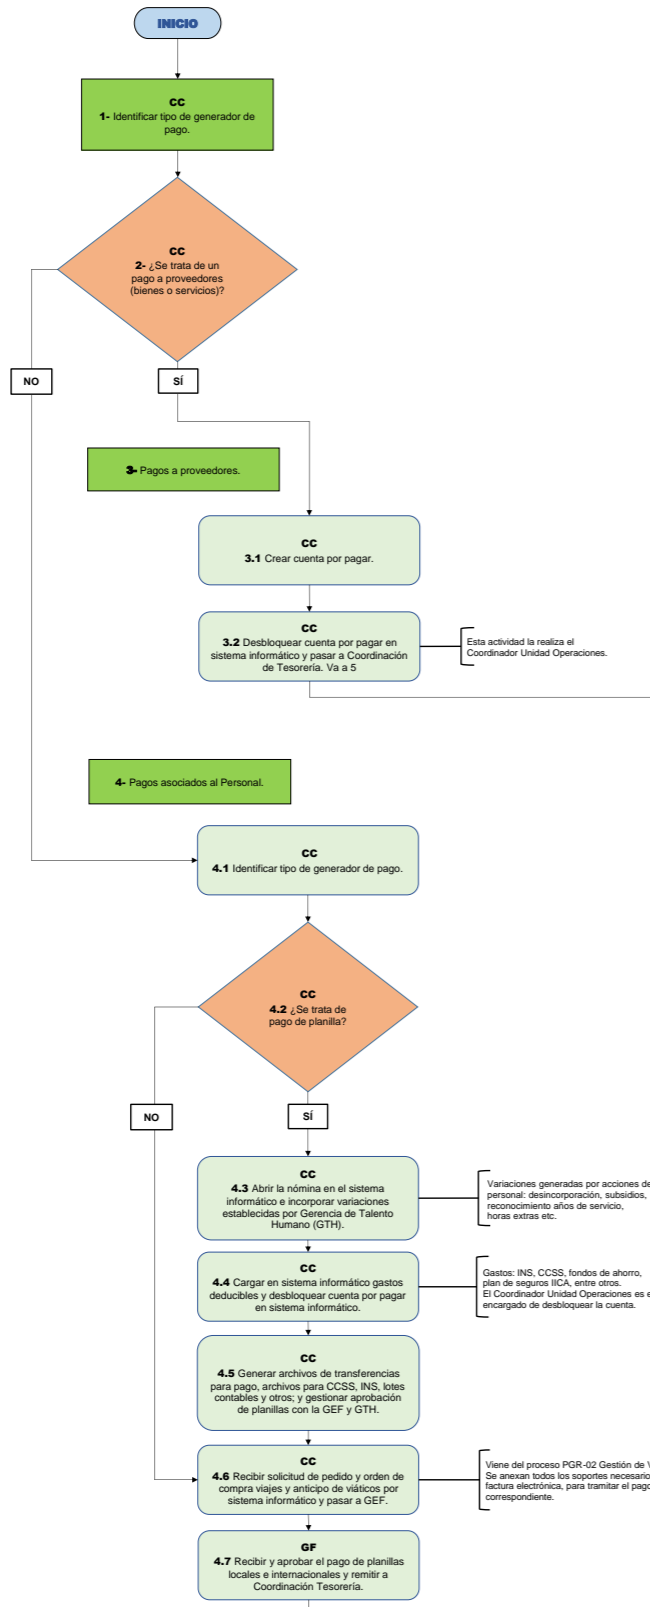 INICIO
CC
1- Identificar tipo de generador de
pago.
CC
2- ¿Se trata de un
pago a proveedores
(bienes o servicios)?
NO
SÍ
3- Pagos a proveedores.
CC
3.1 Crear cuenta por pagar.
CC
3.2 Desbloquear cuenta por pagar en
sistema informático y pasar a Coordinación
de Tesorería. Va a 5
Esta actividad la realiza el
Coordinador Unidad Operaciones.
4- Pagos asociados al Personal.
CC
4.1 Identificar tipo de generador de pago.
CC
4.2 ¿Se trata de
pago de planilla?
NO
SÍ
CC
4.3 Abrir la nómina en el sistema
informático e incorporar variaciones
establecidas por Gerencia de Talento
Humano (GTH).
Variaciones generadas por acciones de
personal: desincorporación, subsidios,
reconocimiento años de servicio,
horas extras etc.
CC
4.4 Cargar en sistema informático gastos
deducibles y desbloquear cuenta por pagar
en sistema informático.
Gastos: INS, CCSS, fondos de ahorro,
plan de seguros IICA, entre otros.
El Coordinador Unidad Operaciones es e
encargado de desbloquear la cuenta.
CC
4.5 Generar archivos de transferencias
para pago, archivos para CCSS, INS, lotes
contables y otros; y gestionar aprobación
de planillas con la GEF y GTH.
CC
4.6 Recibir solicitud de pedido y orden de
compra viajes y anticipo de viáticos por
sistema informático y pasar a GEF.
Viene del proceso PGR-02 Gestión de V
Se anexan todos los soportes necesario
factura electrónica, para tramitar el pago
correspondiente.
GF
4.7 Recibir y aprobar el pago de planillas
locales e internacionales y remitir a
Coordinación Tesorería.